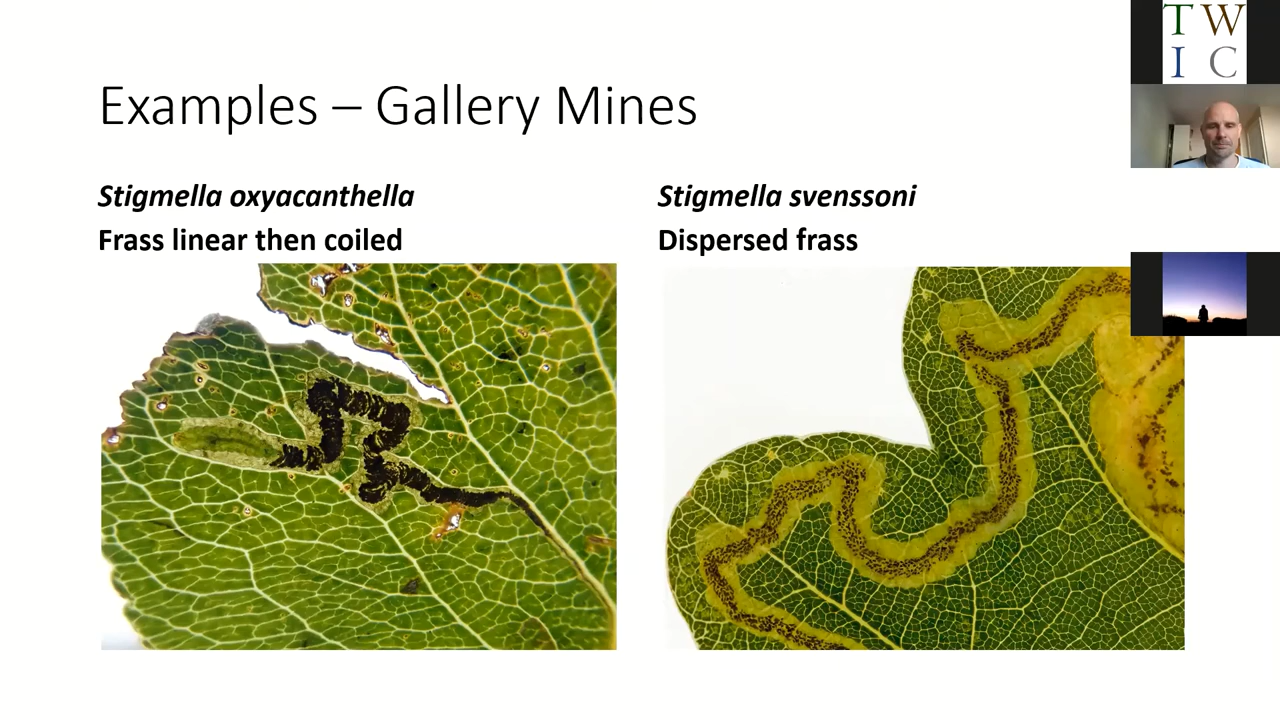 Examples – Gallery Mines
Stigmella oxyacanthella
Frass linear then coiled
Stigmella svenssoni
Dispersed frass
T W
I C